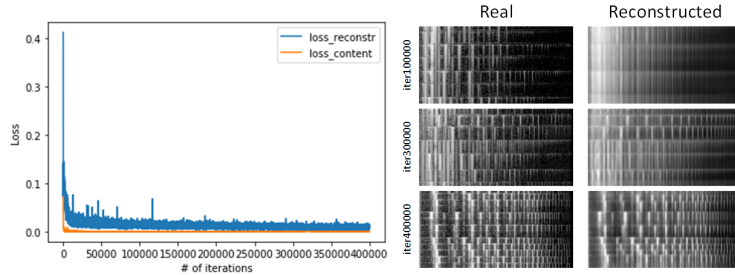 Real Reconstructed
loss_reconstr
loss_content
0.4
0.3
0.2
0.1
0.0
Loss
0 50000 100000 150000 200000 250000 300000 350000 400000
# of iterations
iter100000
iter300000
iter400000